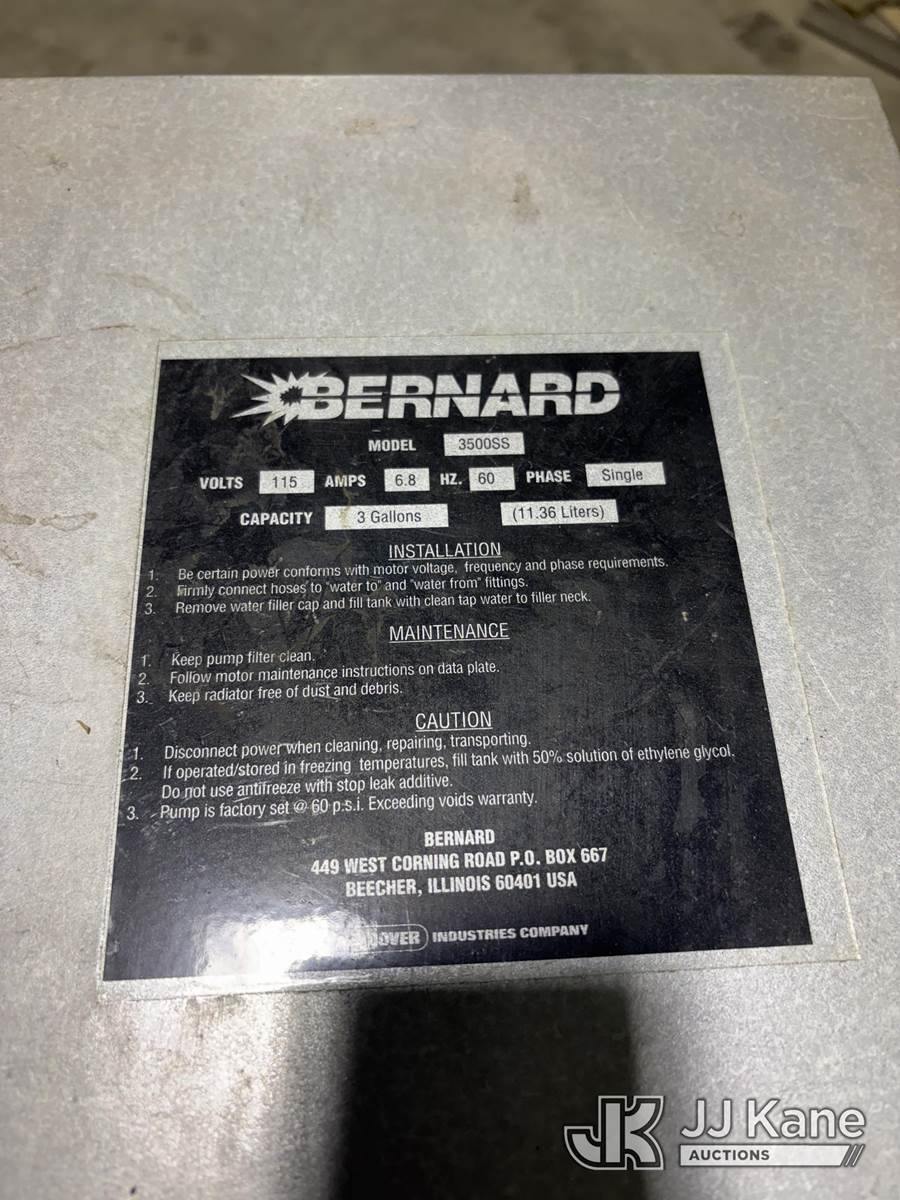 BERNARD
MODEL 3500SS
VOLTS 115 AMPS 6.8 HZ. 60 PHASE Single
CAPACITY 3 Gallons (11.36 Liters)
INSTALLATION
1. Be certain power conforms with motor voltage, frequency and phase requirements.
2. Firmly connect hoses to "water to" and "water from" fittings.
3. Remove water filler cap and fill tank with clean tap water to filler neck.
MAINTENANCE
1. Keep pump filter clean.
2. Follow motor maintenance instructions on data plate.
3. Keep radiator free of dust and debris.
CAUTION
1. Disconnect power when cleaning, repairing, transporting.
2. If operated/stored in freezing temperatures, fill tank with 50% solution of ethylene glycol.
Do not use antifreeze with stop leak additive.
3. Pump is factory set @ 60 p.s.i. Exceeding voids warranty.
BERNARD
449 WEST CORNING ROAD P.O. BOX 667
BEECHER, ILLINOIS 60401 USA
DOVER INDUSTRIES COMPANY
JK JJ Kane
AUCTIONS